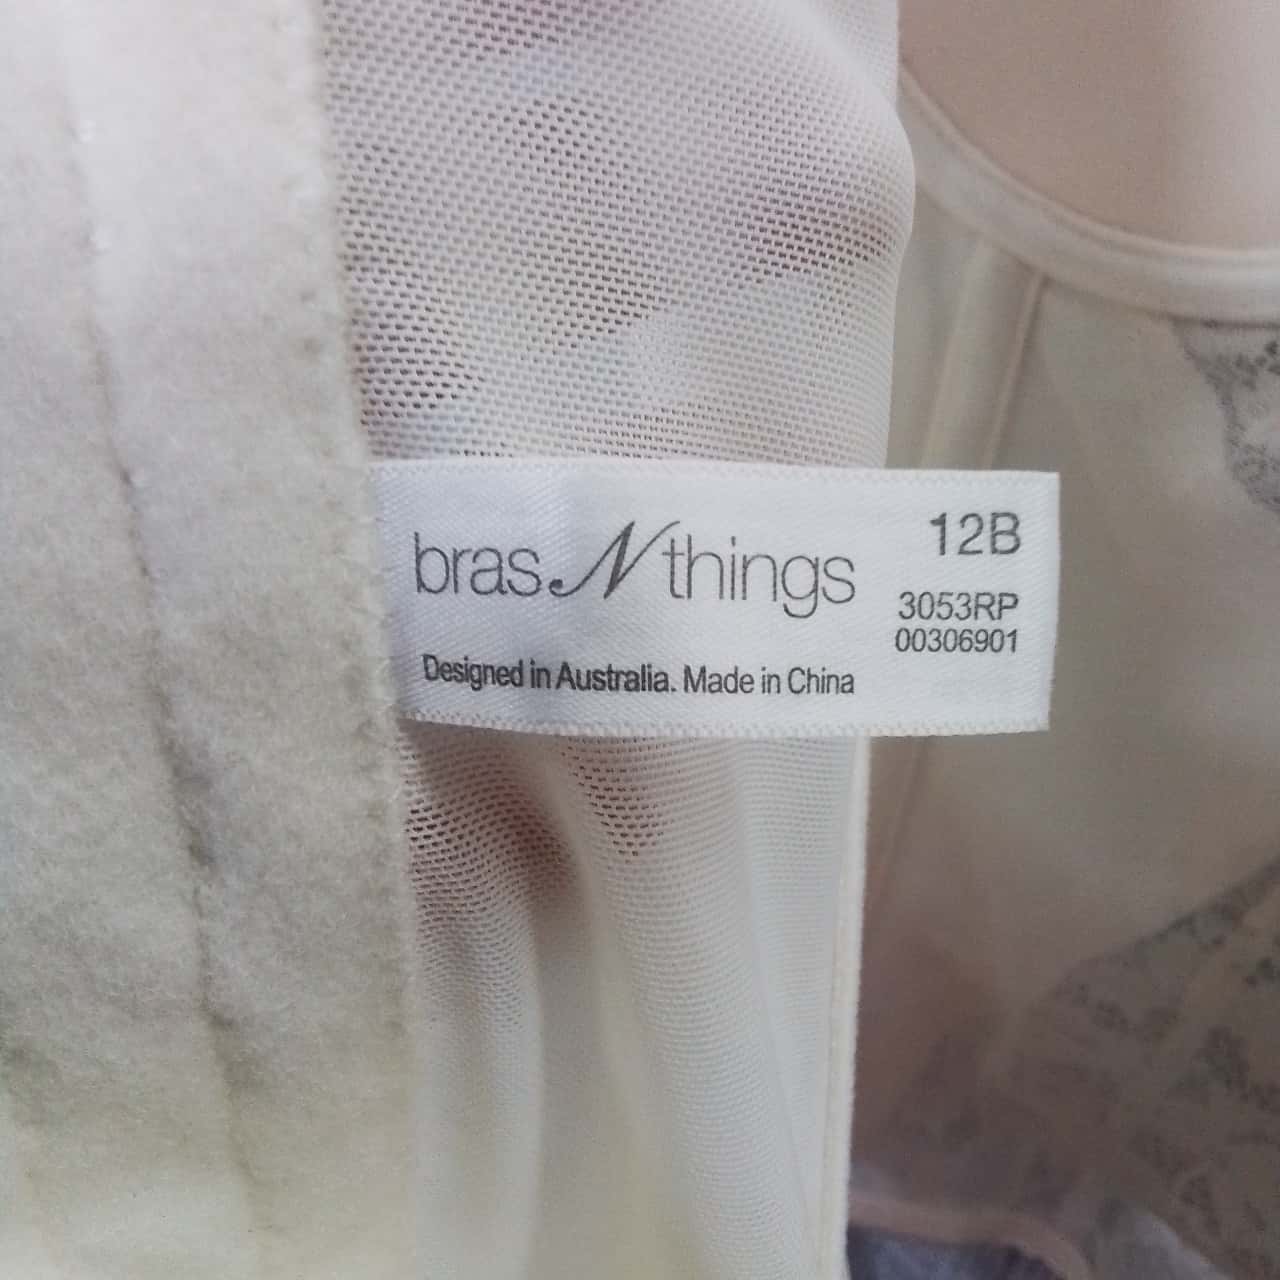 bras N things
12B
3053RP
00306901
Designed in Australia. Made in China